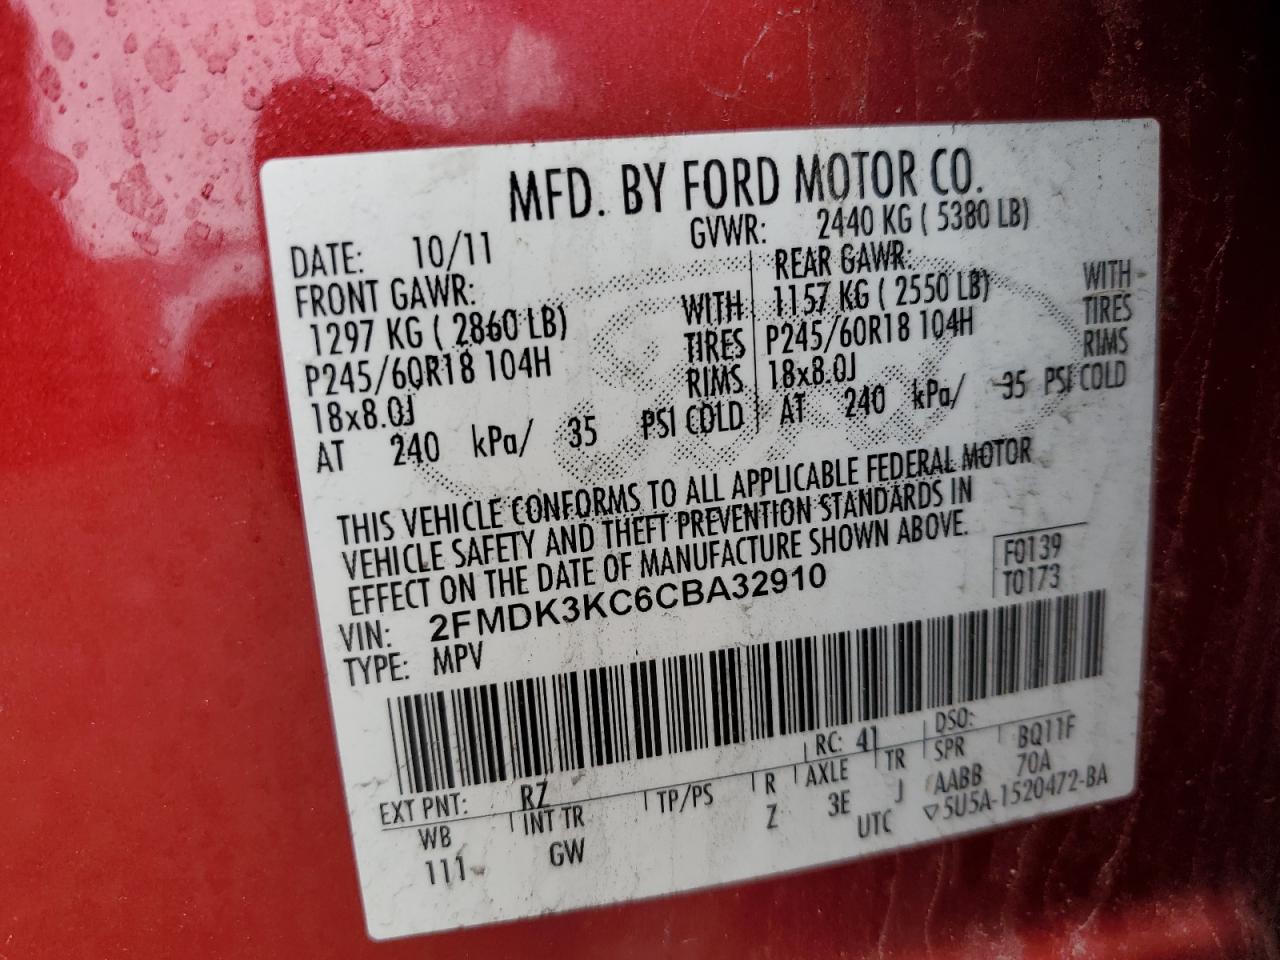 MFD. BY FORD MOTOR CO.
DATE: 10/11 GVWR: 2440 KG ( 5380 LB)
FRONT GAWR: REAR GAWR:
1297 KG ( 2860 LB) WITH 1157 KG ( 2550 LB) WITH
P245/60R18 104H TIRES P245/60R18 104H TIRES
18x8.0J RIMS 18x8.0J RIMS
AT 240 kPa/ 35 PSI COLD AT 240 kPa/ 35 PSI COLD
THIS VEHICLE CONFORMS TO ALL APPLICABLE FEDERAL MOTOR
VEHICLE SAFETY AND THEFT PREVENTION STANDARDS IN
EFFECT ON THE DATE OF MANUFACTURE SHOWN ABOVE.
VIN: 2FMDK3KC6CBA32910 F0139
TYPE: MPV T0173
EXT PNT: RZ RC: 41 DSO:
WB INT TR TP/PS R AXLE TR SPR BQ11F
111 GW Z 3E J AABB 70A
UTC ▽5U5A-1520472-BA